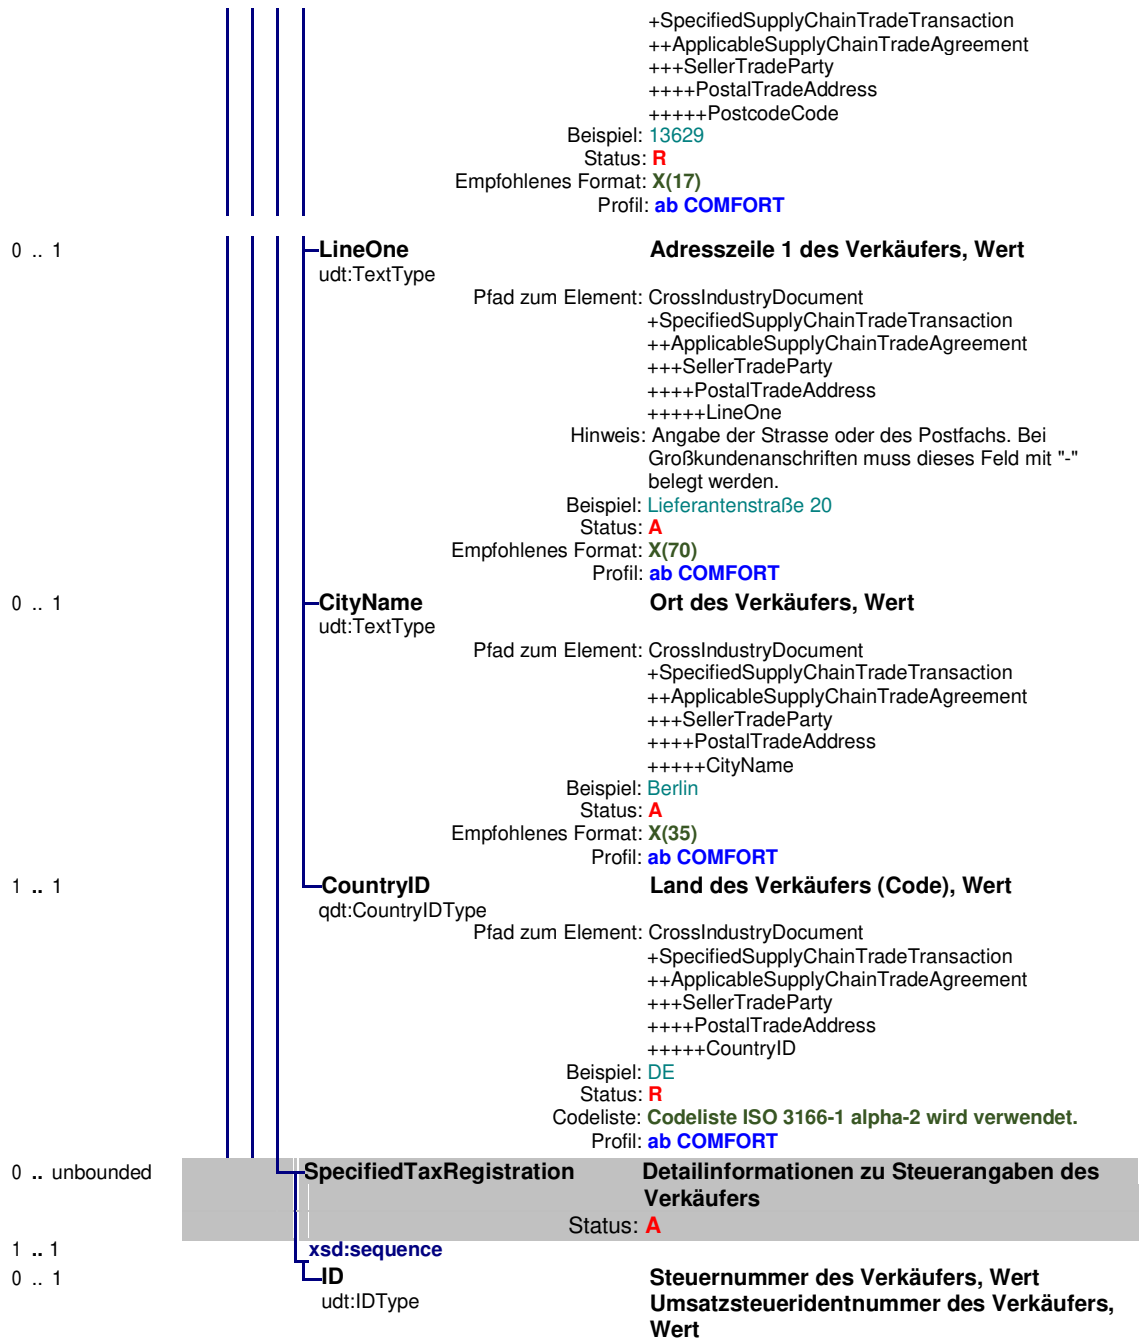 +SpecifiedSupplyChainTradeTransaction
++ApplicableSupplyChainTradeAgreement
+++SellerTradeParty
++++PostalTradeAddress
+++++PostcodeCode
Beispiel: 13629
Status: R
Empfohlenes Format: X(17)
Profil: ab COMFORT
0 .. 1 LineOne Adresszeile 1 des Verkäufers, Wert
udt:TextType
Pfad zum Element: CrossIndustryDocument
+SpecifiedSupplyChainTradeTransaction
++ApplicableSupplyChainTradeAgreement
+++SellerTradeParty
++++PostalTradeAddress
+++++LineOne
Hinweis: Angabe der Strasse oder des Postfachs. Bei
Großkundenanschriften muss dieses Feld mit "-"
belegt werden.
Beispiel: Lieferantenstraße 20
Status: A
Empfohlenes Format: X(70)
Profil: ab COMFORT
0 .. 1 CityName Ort des Verkäufers, Wert
udt:TextType
Pfad zum Element: CrossIndustryDocument
+SpecifiedSupplyChainTradeTransaction
++ApplicableSupplyChainTradeAgreement
+++SellerTradeParty
++++PostalTradeAddress
+++++CityName
Beispiel: Berlin
Status: A
Empfohlenes Format: X(35)
Profil: ab COMFORT
1 .. 1 CountryID Land des Verkäufers (Code), Wert
qdt:CountryIDType
Pfad zum Element: CrossIndustryDocument
+SpecifiedSupplyChainTradeTransaction
++ApplicableSupplyChainTradeAgreement
+++SellerTradeParty
++++PostalTradeAddress
+++++CountryID
Beispiel: DE
Status: R
Codeliste: Codeliste ISO 3166-1 alpha-2 wird verwendet.
Profil: ab COMFORT
0 .. unbounded SpecifiedTaxRegistration Detailinformationen zu Steuerangaben des
Verkäufers
Status: A
1 .. 1 xsd:sequence
0 .. 1 ID Steuernummer des Verkäufers, Wert
udt:IDType Umsatzsteueridentnummer des Verkäufers,
Wert